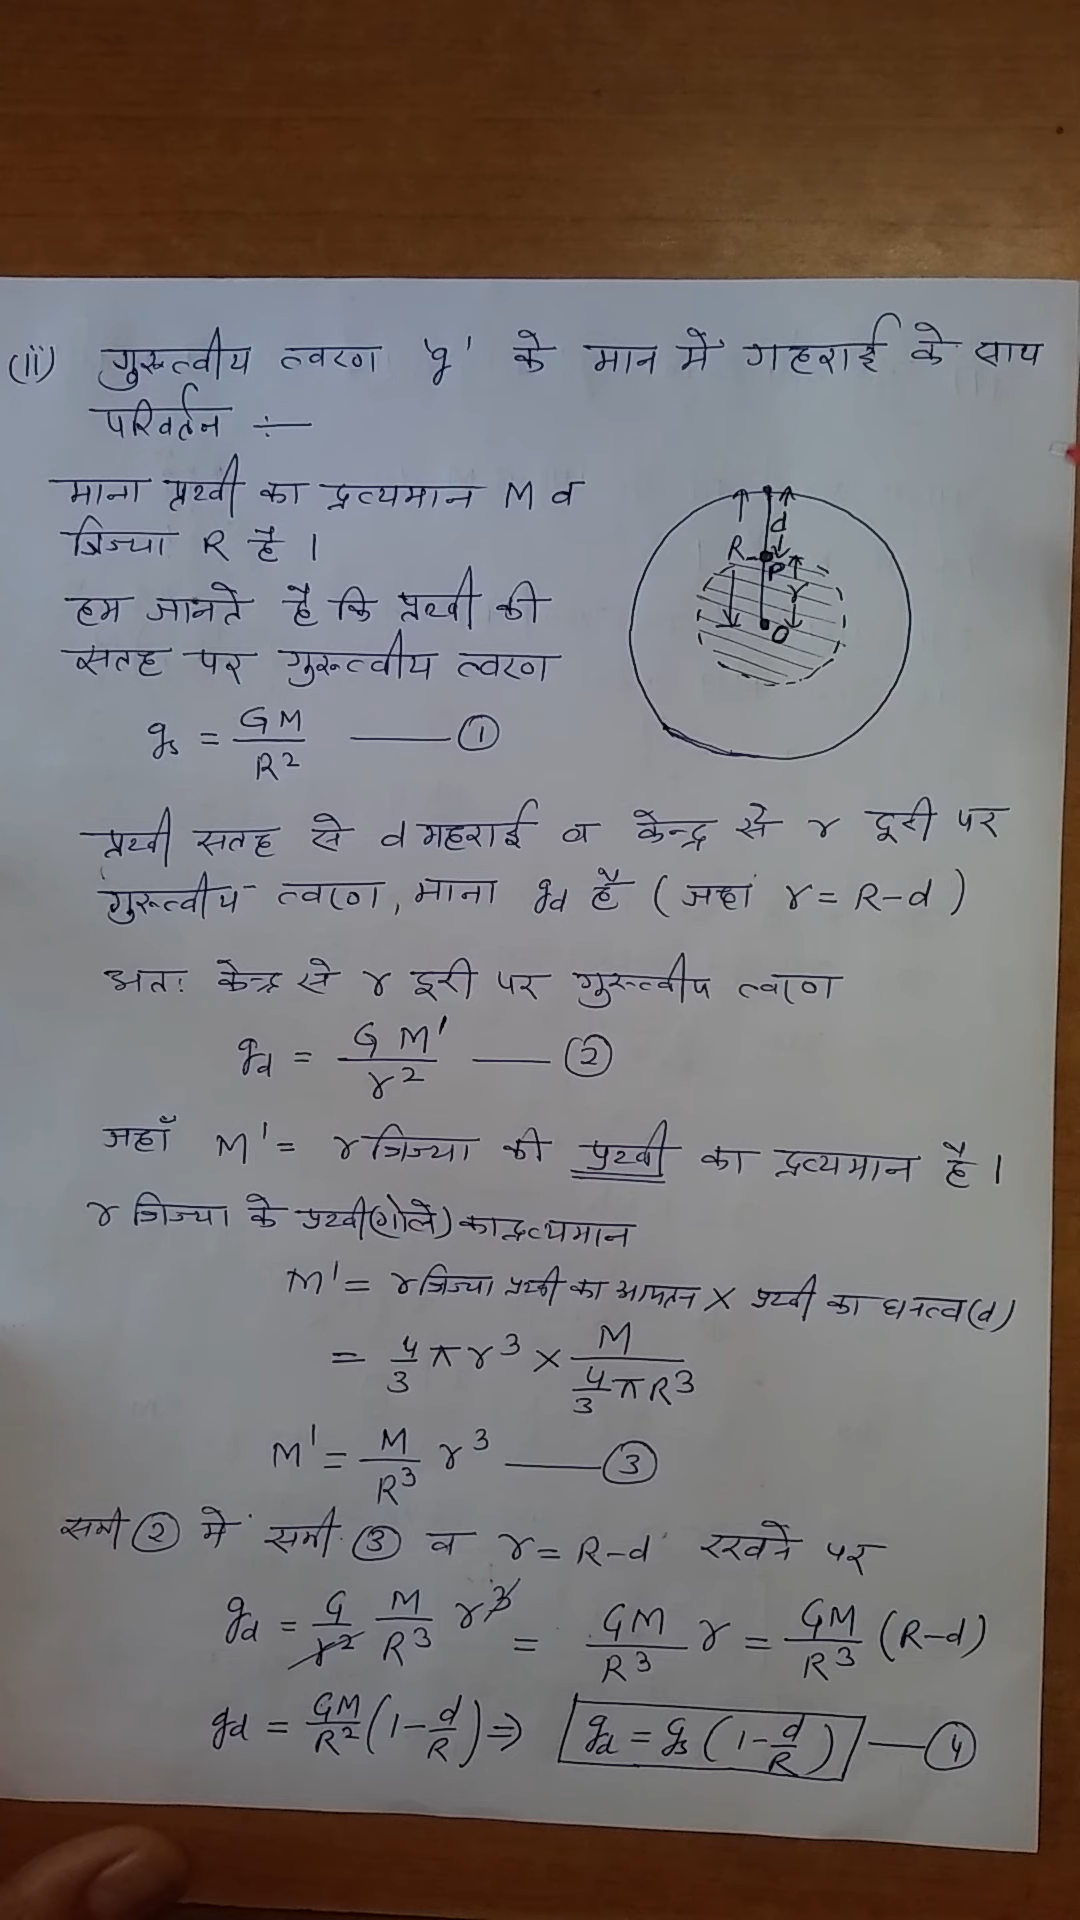 (ii) गुरुत्वीय त्वरण 'g' के मान में गहराई के साथ
परिवर्तन ÷—
माना पृथ्वी का द्रव्यमान M व
त्रिज्या R है।
हम जानते है कि पृथ्वी की
सतह पर गुरुत्वीय त्वरण
gs = GM/R² —— ①
d
R
P
r
O
पृथ्वी सतह से d गहराई व केन्द्र से r दूरी पर
गुरुत्वीय त्वरण, माना gd है (जहां r = R-d)
अतः केन्द्र से r दूरी पर गुरुत्वीय त्वरण
gd = G M'/r² —— ②
जहाँ M' = r त्रिज्या की पृथ्वी का द्रव्यमान है।
r त्रिज्या के पृथ्वी(गोले) का द्रव्यमान
M' = r त्रिज्या पृथ्वी का आयतन × पृथ्वी का घनत्व(d)
= 4/3 π r³ × M/(4/3 π R³)
M' = M/R³ r³ —— ③
समी ② में समी. ③ व r = R-d रखने पर
gd = G/r² M/R³ r³ = GM/R³ r = GM/R³ (R-d)
gd = GM/R² (1-d/R) ⇒ gd = gs (1-d/R) —— ④